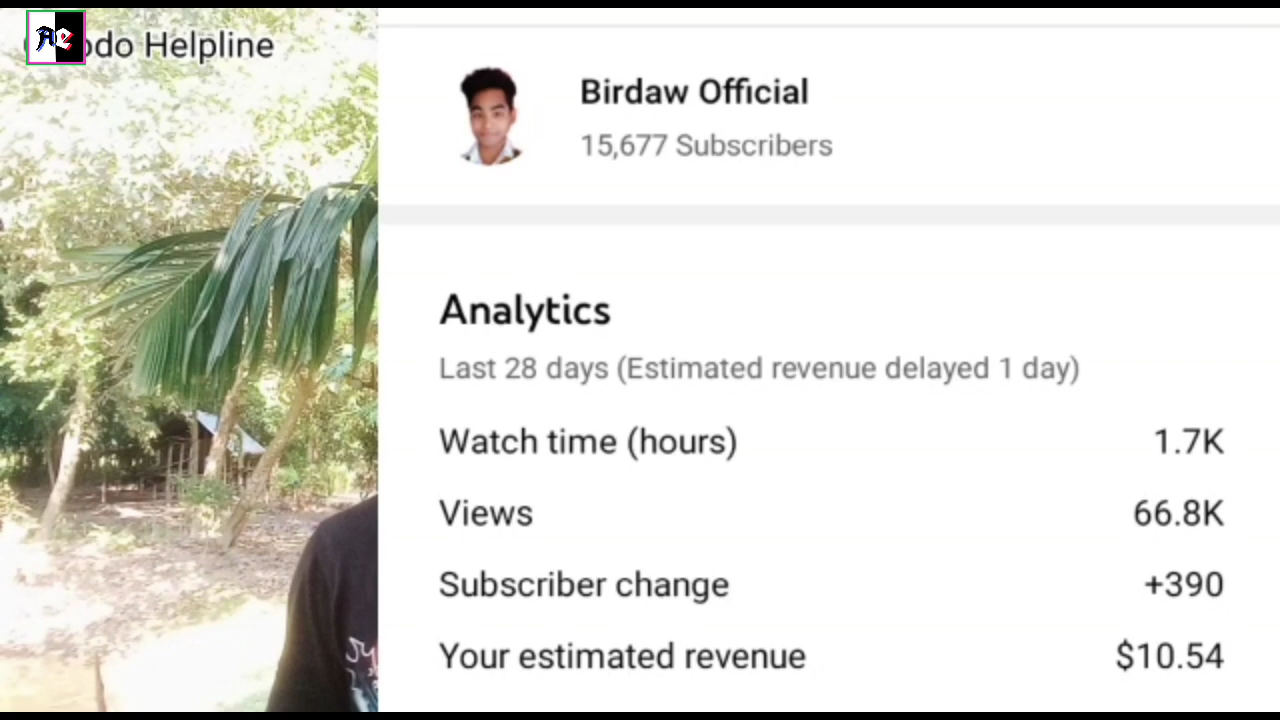 Helpline
Birdaw Official
15,677 Subscribers
Analytics
Last 28 days (Estimated revenue delayed 1 day)
Watch time (hours) 1.7K
Views 66.8K
Subscriber change +390
Your estimated revenue $10.54